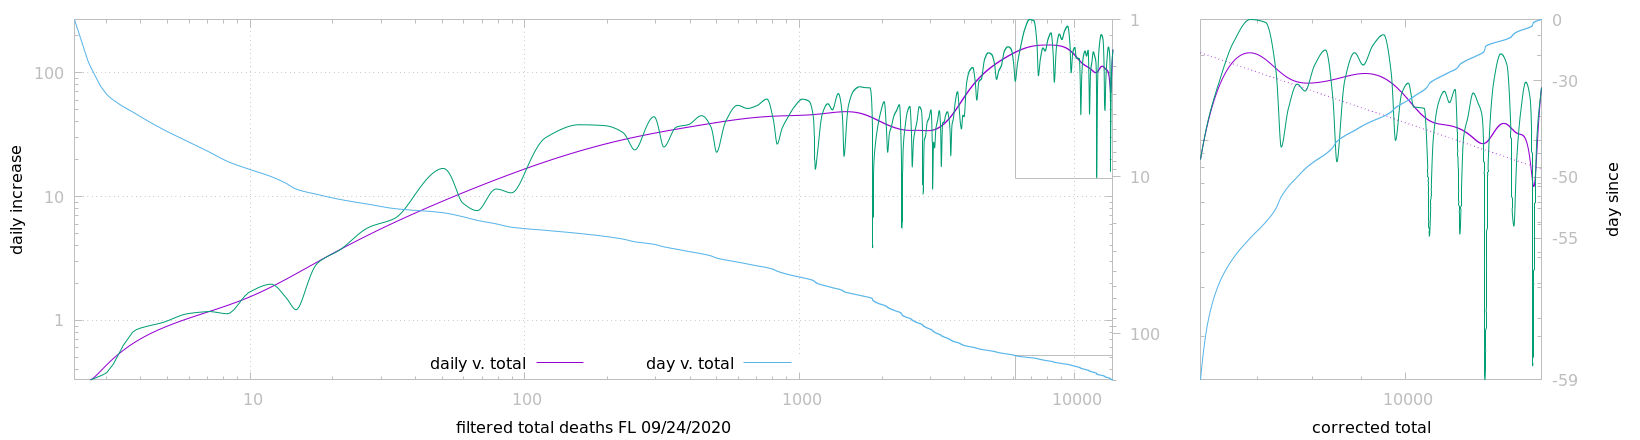 daily increase
100
10
1
1
10
100
daily v. total
day v. total
10
100
1000
10000
filtered total deaths FL 09/24/2020
0
-30
-50
-55
-59
day since
10000
corrected total